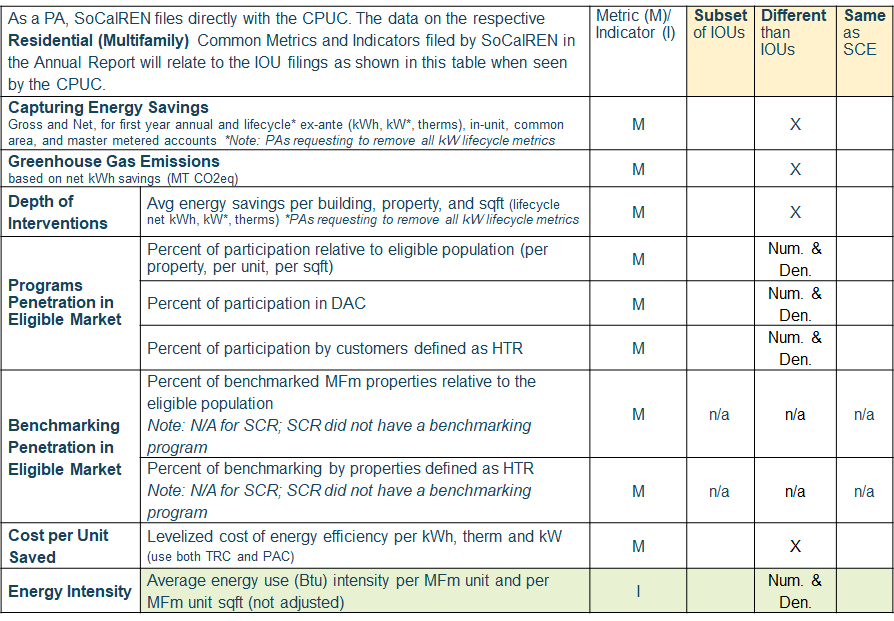 As a PA, SoCalREN files directly with the CPUC. The data on the respective
Residential (Multifamily) Common Metrics and Indicators filed by SoCalREN in
the Annual Report will relate to the IOU filings as shown in this table when seen
by the CPUC.
Metric (M)/
Indicator (I)
Subset
of IOUs
Different
than
IOUs
Same
as
SCE
Capturing Energy Savings
Gross and Net, for first year annual and lifecycle* ex-ante (kWh, kW*, therms), in-unit, common
area, and master metered accounts *Note: PAs requesting to remove all kW lifecycle metrics
M
X
Greenhouse Gas Emissions
based on net kWh savings (MT CO2eq)
M
X
Depth of
Interventions
Avg energy savings per building, property, and sqft (lifecycle
net kWh, kW*, therms) *PAs requesting to remove all kW lifecycle metrics
M
X
Programs
Penetration in
Eligible Market
Percent of participation relative to eligible population (per
property, per unit, per sqft)
M
Num. &
Den.
Percent of participation in DAC
M
Num. &
Den.
Percent of participation by customers defined as HTR
M
Num. &
Den.
Benchmarking
Penetration in
Eligible Market
Percent of benchmarked MFm properties relative to the
eligible population
Note: N/A for SCR; SCR did not have a benchmarking
program
M
n/a
n/a
n/a
Percent of benchmarking by properties defined as HTR
Note: N/A for SCR; SCR did not have a benchmarking
program
M
n/a
n/a
n/a
Cost per Unit
Saved
Levelized cost of energy efficiency per kWh, therm and kW
(use both TRC and PAC)
M
X
Energy Intensity
Average energy use (Btu) intensity per MFm unit and per
MFm unit sqft (not adjusted)
I
Num. &
Den.